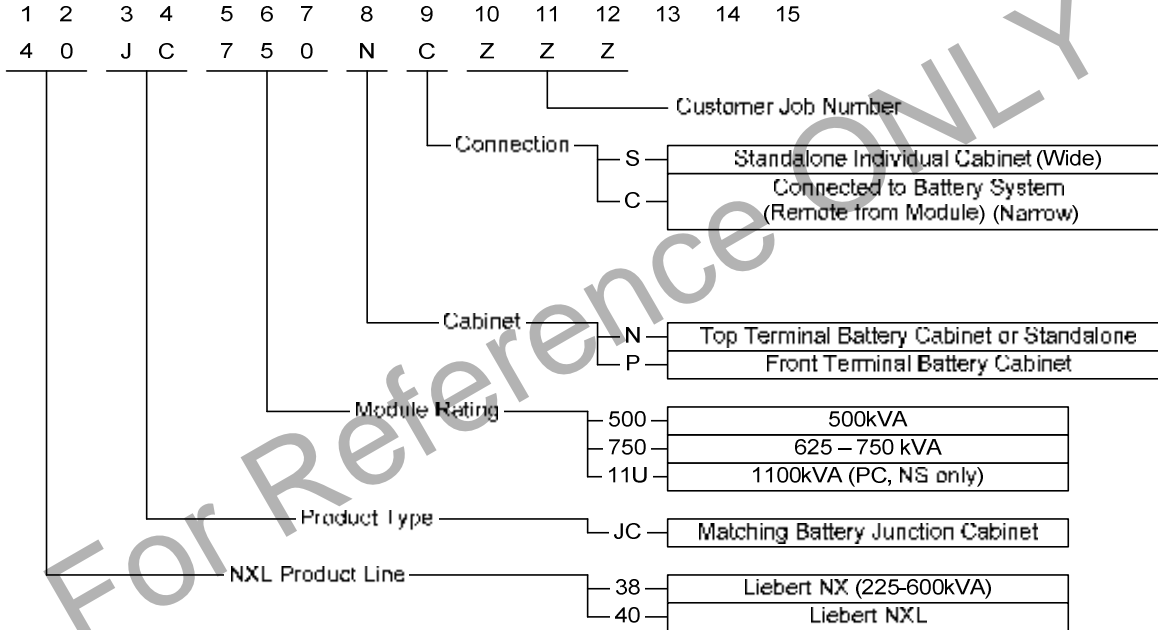 1 2 3 4 5 6 7 8 9 10 11 12 13 14 15
4 0 J C 7 5 0 N C Z Z Z
Customer Job Number
Connection
S
Standalone Individual Cabinet (Wide)
C
Connected to Battery System
(Remote from Module) (Narrow)
Cabinet
N
Top Terminal Battery Cabinet or Standalone
P
Front Terminal Battery Cabinet
Module Rating
500
500kVA
750
625 – 750 kVA
11U
1100kVA (PC, NS only)
Product Type
JC
Matching Battery Junction Cabinet
NXL Product Line
38
Liebert NX (225-600kVA)
40
Liebert NXL
For Reference ONLY